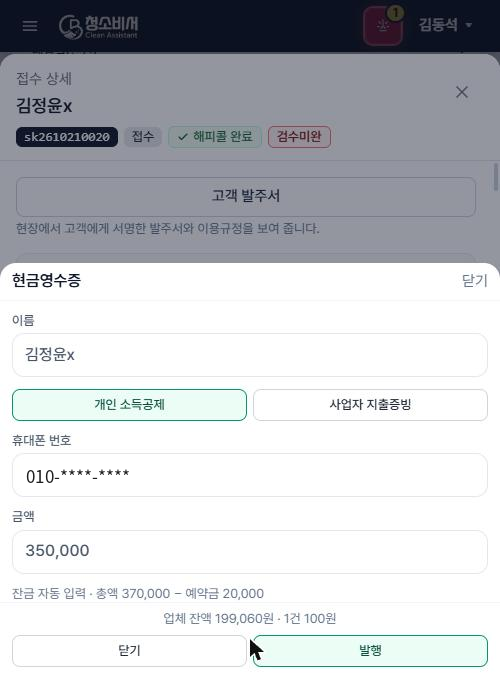 청소비서
Clean Assistant
1
김동석
접수 상세
김정윤x
sk2610210020
접수
해피콜 완료
검수미완
고객 발주서
현장에서 고객에게 서명한 발주서와 이용규정을 보여 줍니다.
현금영수증
닫기
이름
김정윤x
개인 소득공제
사업자 지출증빙
휴대폰 번호
010-****-****
금액
350,000
잔금 자동 입력 · 총액 370,000 − 예약금 20,000
업체 잔액 199,060원 · 1건 100원
닫기
발행